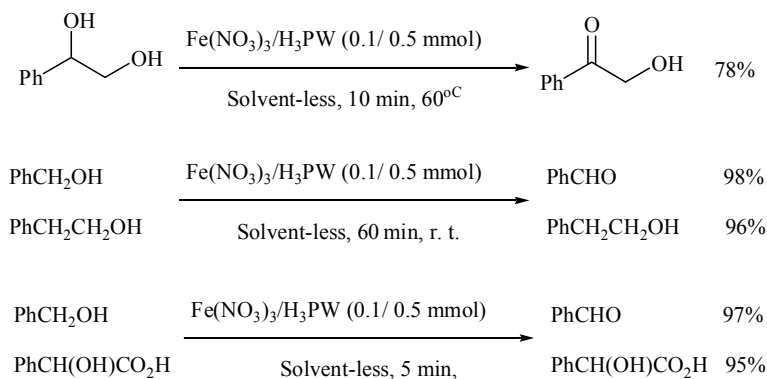 OH
OH
Ph
Fe(NO₃)₃/H₃PW (0.1/ 0.5 mmol)
Solvent-less, 10 min, 60ᵒᶜ
O
OH
Ph
78%
PhCH₂OH
Fe(NO₃)₃/H₃PW (0.1/ 0.5 mmol)
PhCHO 98%
PhCH₂CH₂OH
Solvent-less, 60 min, r. t.
PhCH₂CH₂OH 96%
PhCH₂OH
Fe(NO₃)₃/H₃PW (0.1/ 0.5 mmol)
PhCHO 97%
PhCH(OH)CO₂H
Solvent-less, 5 min,
PhCH(OH)CO₂H 95%